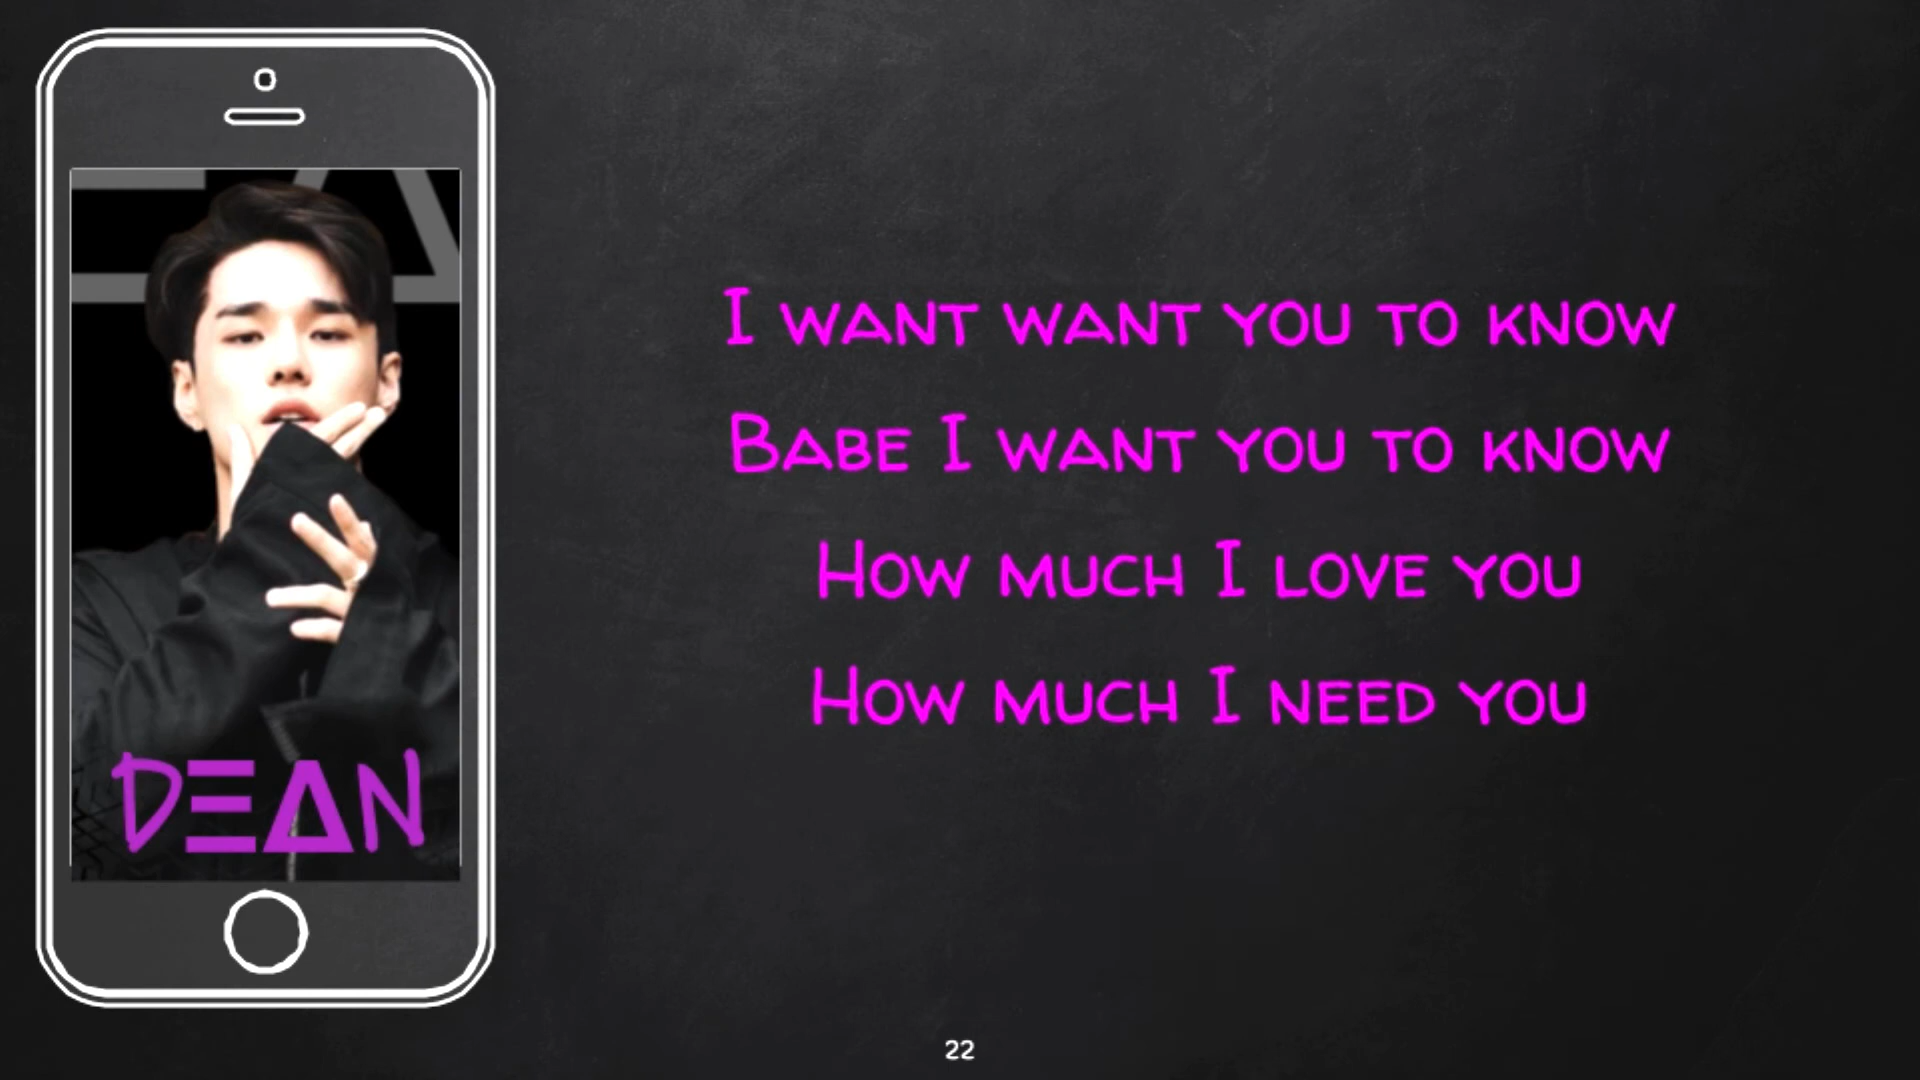 DEAN
I want want you to know
Babe I want you to know
How much I love you
How much I need you
22